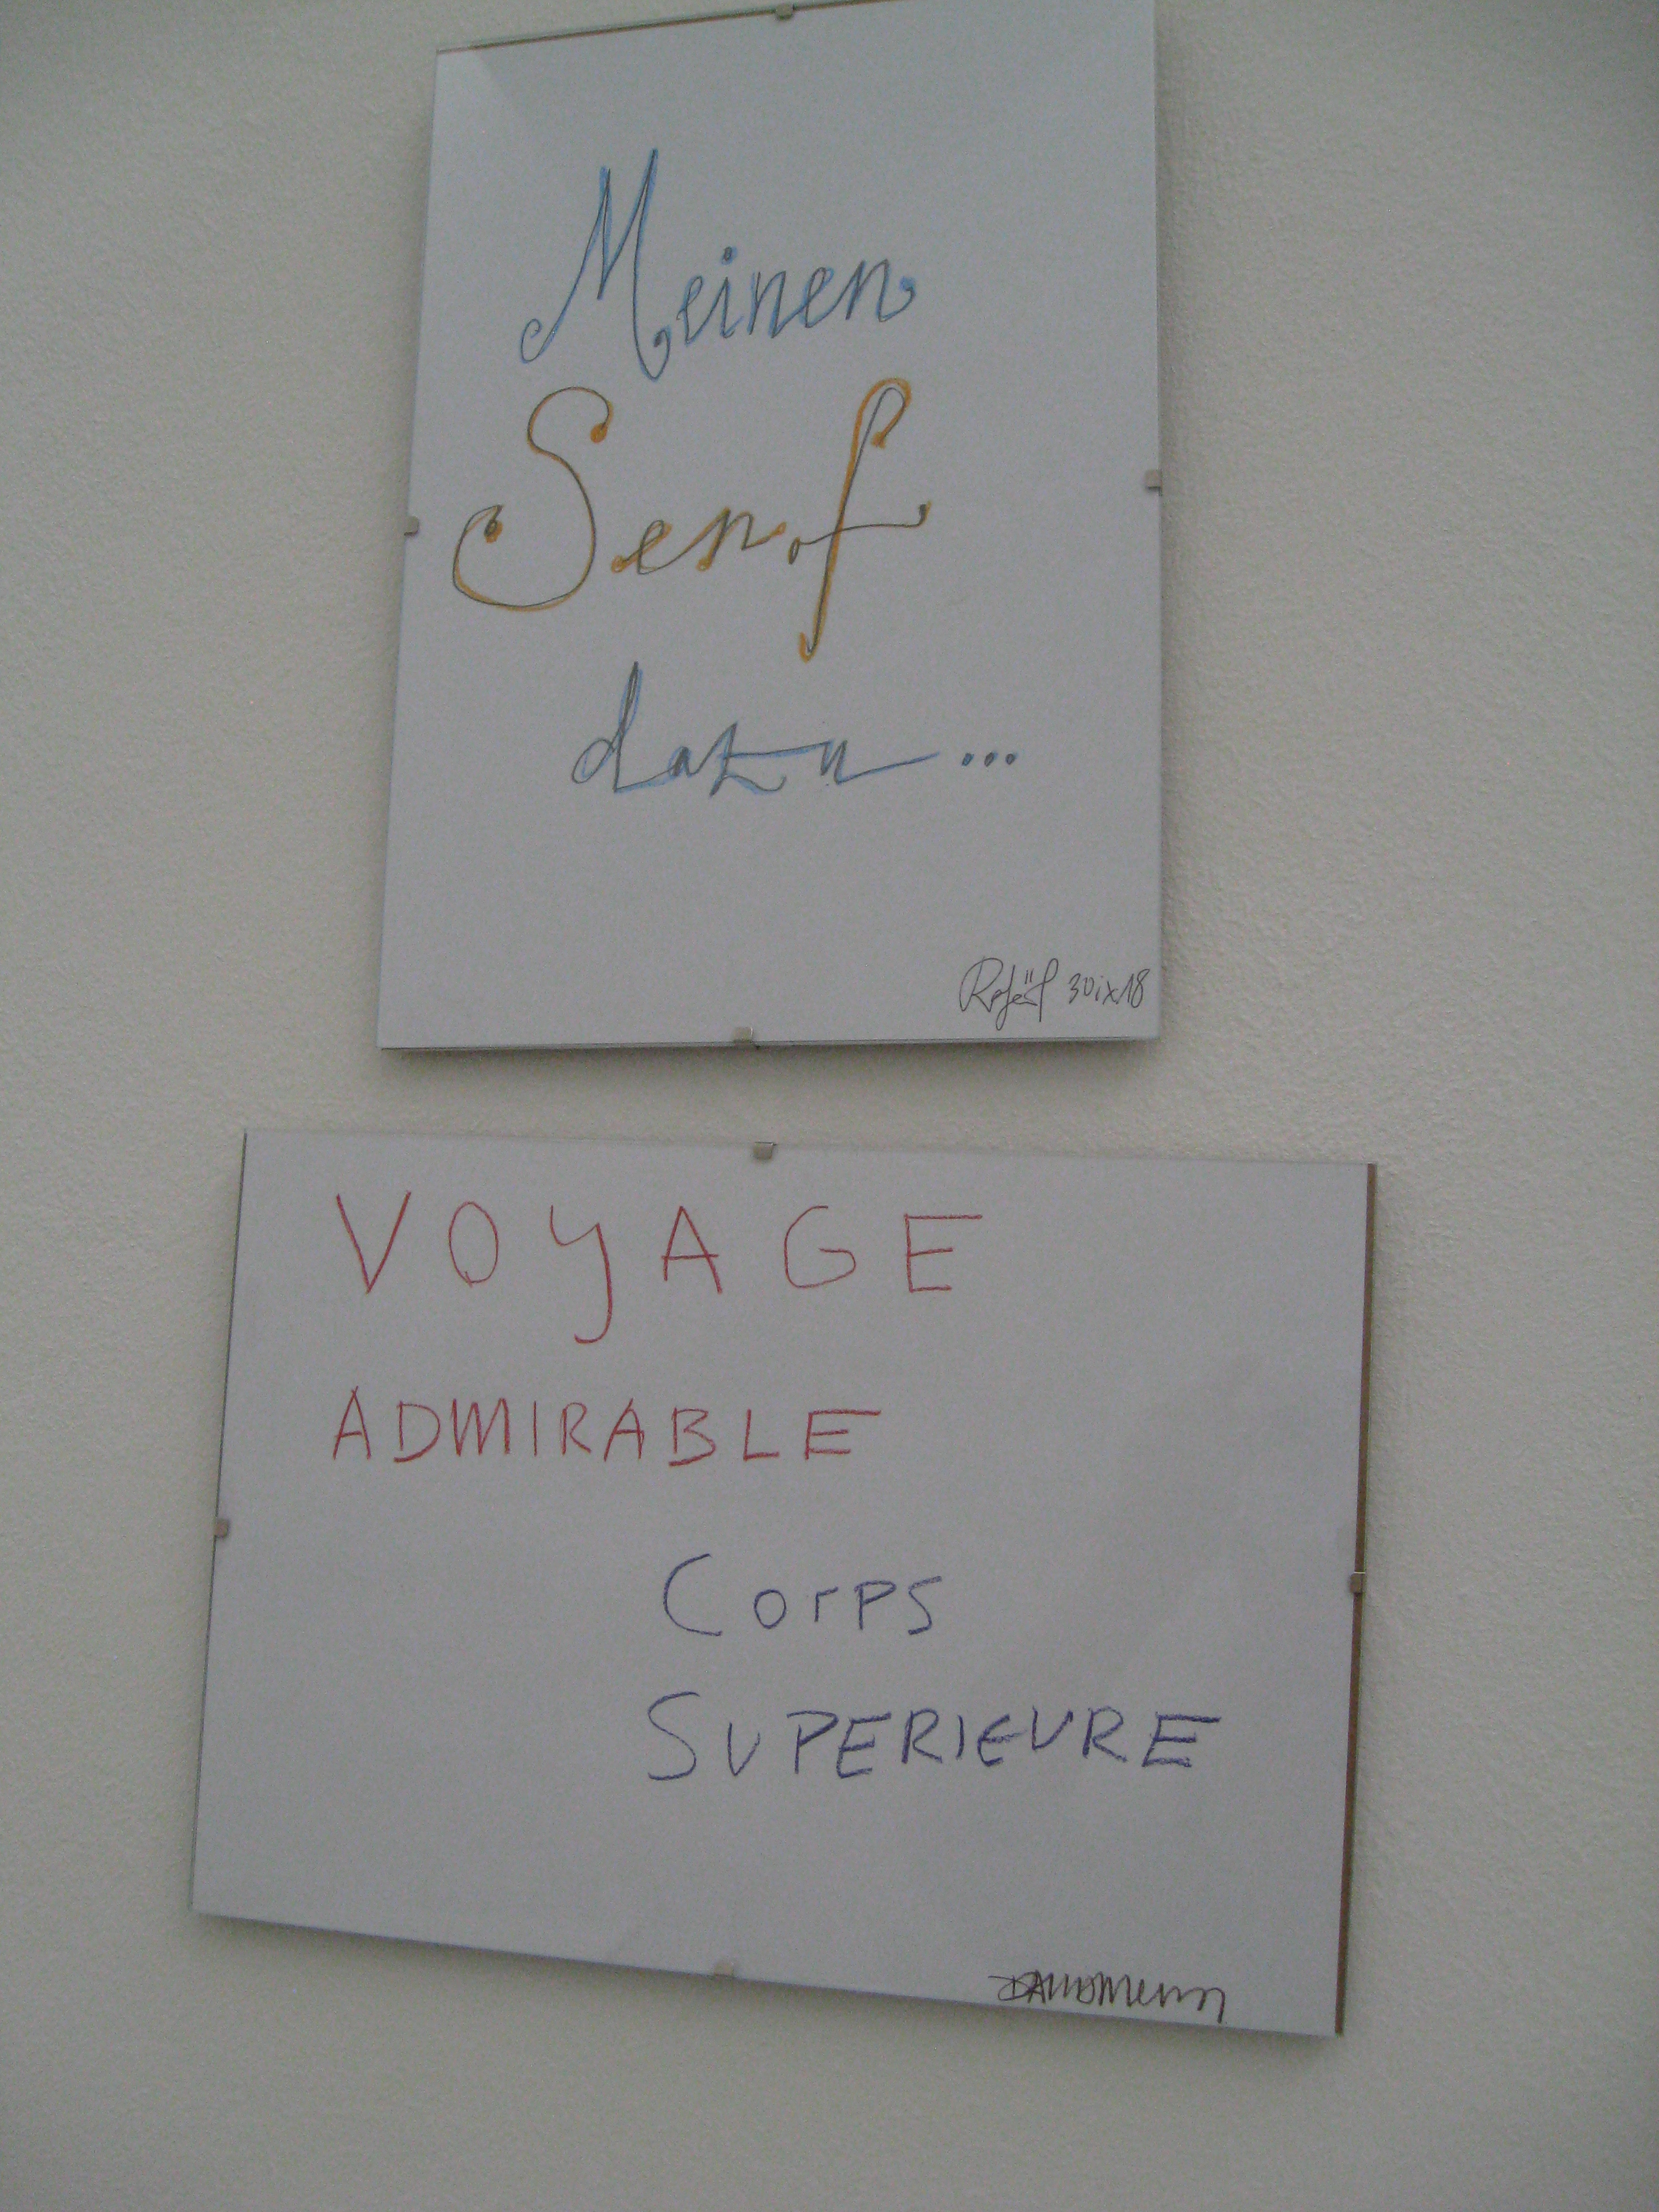 Meinen
Senf
dazu...
30ix18
VOYAGE
ADMIRABLE
Corps
SUPERIEURE